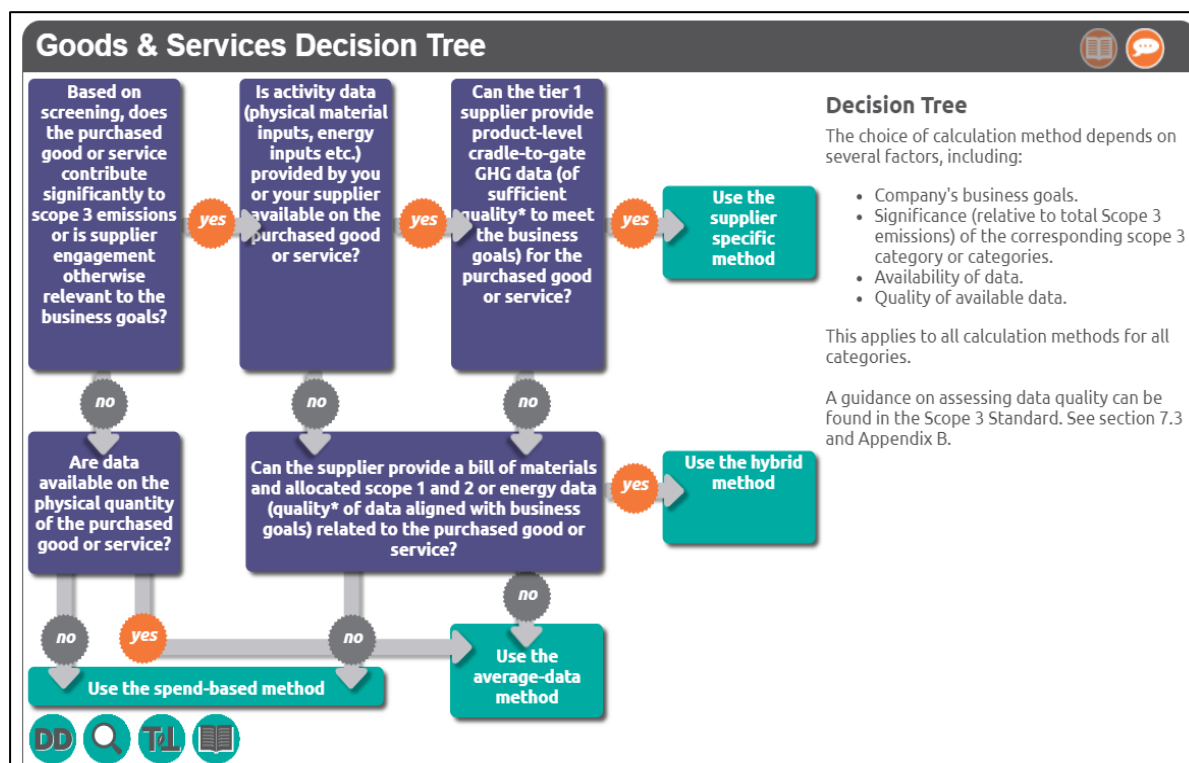 Goods & Services Decision Tree
Based on
screening, does
the purchased
good or service
contribute
significantly to
scope 3 emissions
or is supplier
engagement
otherwise
relevant to the
business goals?
yes
Is activity data
(physical material
inputs, energy
inputs etc.)
provided by you
or your supplier
available on the
purchased good
or service?
yes
Can the tier 1
supplier provide
product-level
cradle-to-gate
GHG data (of
sufficient
quality* to meet
the business
goals) for the
purchased good
or service?
yes
Use the
supplier
specific
method
no
no
no
Are data
available on the
physical quantity
of the purchased
good or service?
Can the supplier provide a bill of materials
and allocated scope 1 and 2 or energy data
(quality* of data aligned with business
goals) related to the purchased good or
service?
yes
Use the hybrid
method
no
yes
no
no
Use the spend-based method
Use the
average-data
method
DD
Decision Tree
The choice of calculation method depends on
several factors, including:
• Company's business goals.
• Significance (relative to total Scope 3
emissions) of the corresponding scope 3
category or categories.
• Availability of data.
• Quality of available data.
This applies to all calculation methods for all
categories.
A guidance on assessing data quality can be
found in the Scope 3 Standard. See section 7.3
and Appendix B.